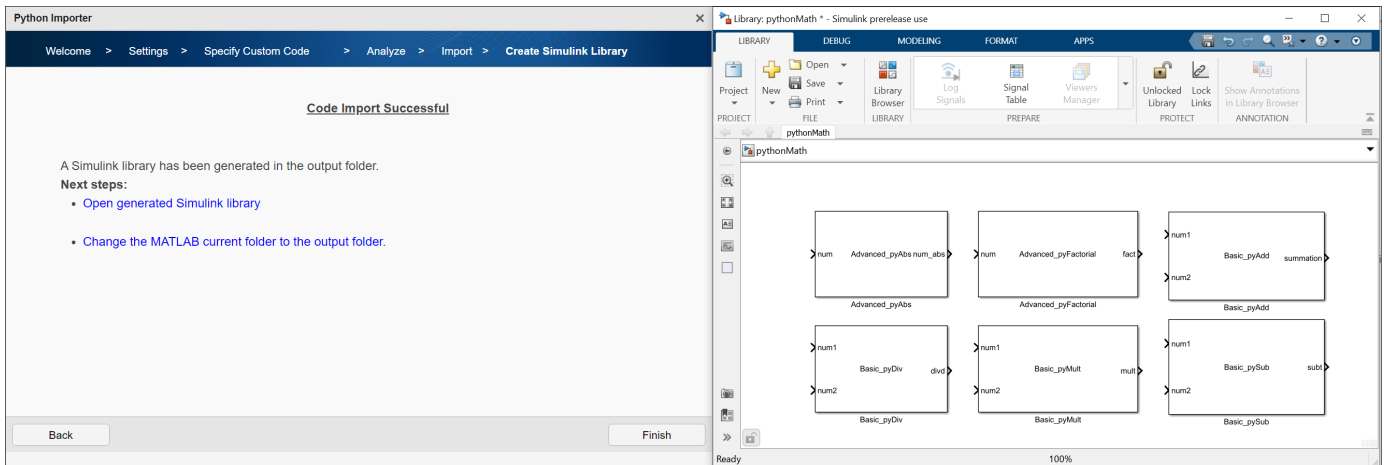 Python Importer
Welcome > Settings > Specify Custom Code > Analyze > Import > Create Simulink Library
Code Import Successful
A Simulink library has been generated in the output folder.
Next steps:
• Open generated Simulink library
• Change the MATLAB current folder to the output folder.
Back Finish
Library: pythonMath * - Simulink prerelease use
LIBRARY DEBUG MODELING FORMAT APPS
Project New Open Save Print Library Browser Log Signals Signal Table Viewers Manager Unlocked Library Lock Links Show Annotations in Library Browser
PROJECT FILE LIBRARY PREPARE PROTECT ANNOTATION
pythonMath
pythonMath
num Advanced_pyAbs num_abs
Advanced_pyAbs
num Advanced_pyFactorial fact
Advanced_pyFactorial
num1
Basic_pyAdd summation
num2
Basic_pyAdd
num1
Basic_pyDiv divd
num2
Basic_pyDiv
num1
Basic_pyMult mult
num2
Basic_pyMult
num1
Basic_pySub subt
num2
Basic_pySub
Ready 100%